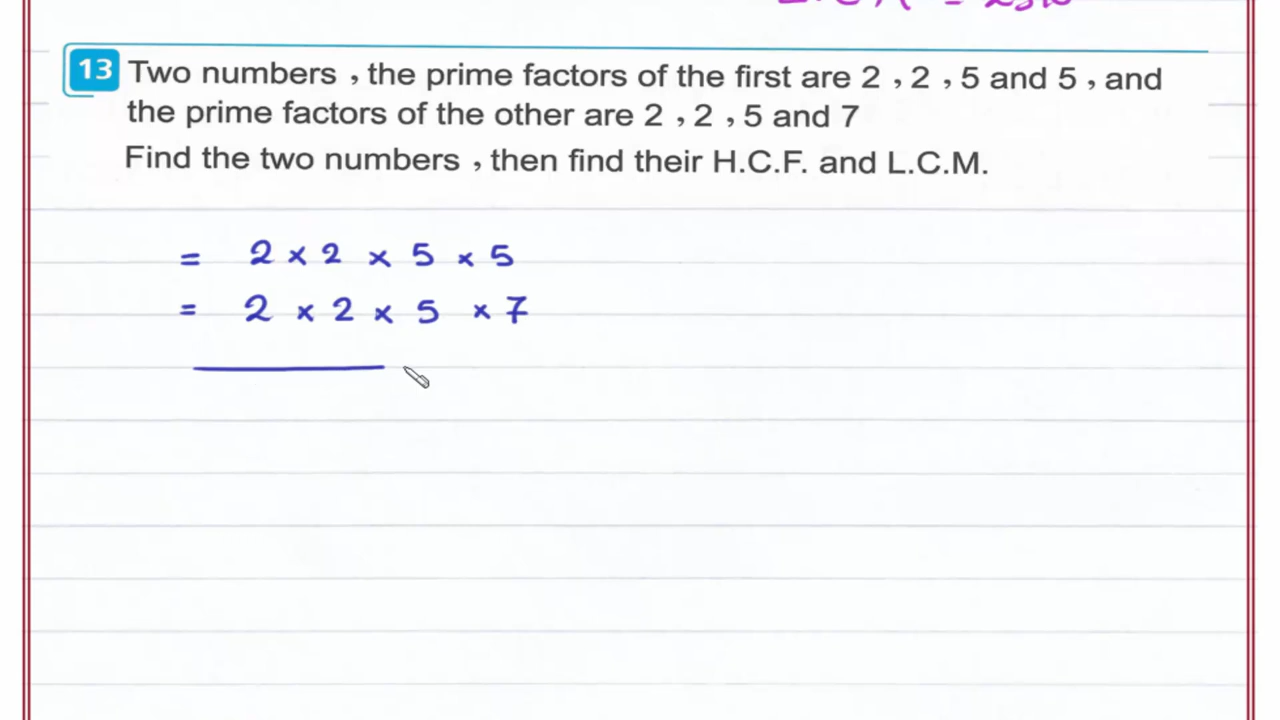 13 Two numbers , the prime factors of the first are 2 , 2 , 5 and 5 , and
the prime factors of the other are 2 , 2 , 5 and 7
Find the two numbers , then find their H.C.F. and L.C.M.
= 2 × 2 × 5 × 5
= 2 × 2 × 5 × 7